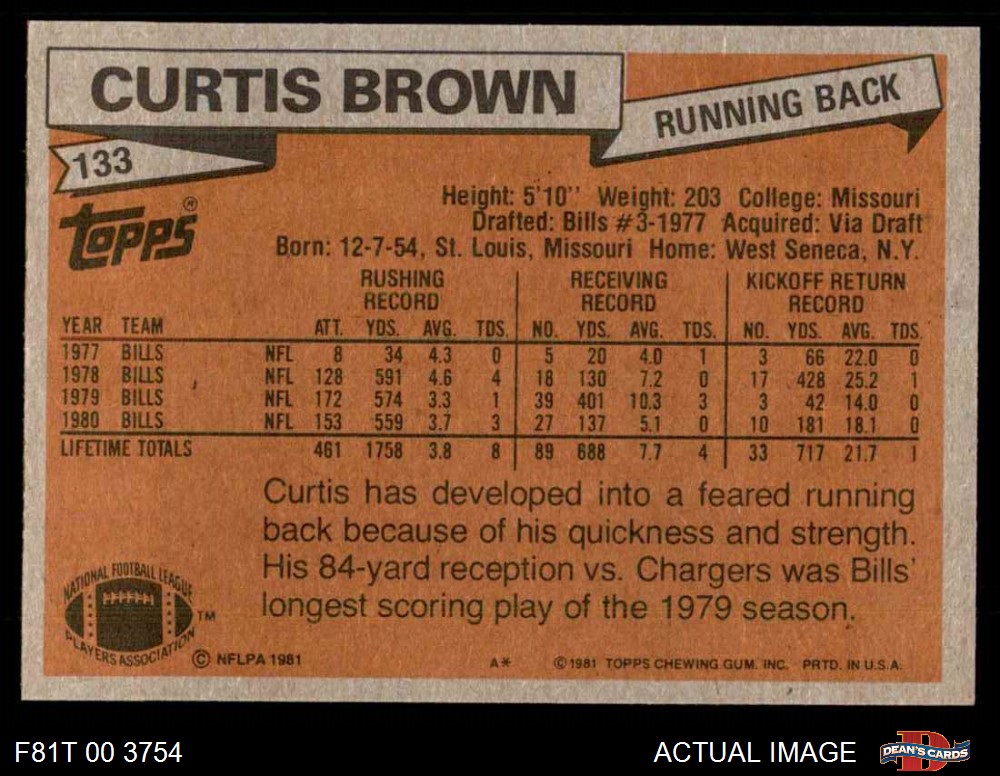 CURTIS BROWN
RUNNING BACK
133
TOPPS®
Height: 5'10'' Weight: 203 College: Missouri
Drafted: Bills #3-1977 Acquired: Via Draft
Born: 12-7-54, St. Louis, Missouri Home: West Seneca, N.Y.
RUSHING RECORD RECEIVING RECORD KICKOFF RETURN RECORD
YEAR TEAM ATT. YDS. AVG. TDS. NO. YDS. AVG. TDS. NO. YDS. AVG. TDS.
1977 BILLS NFL 8 34 4.3 0 5 20 4.0 1 3 66 22.0 0
1978 BILLS NFL 128 591 4.6 4 18 130 7.2 0 17 428 25.2 1
1979 BILLS NFL 172 574 3.3 1 39 401 10.3 3 3 42 14.0 0
1980 BILLS NFL 153 559 3.7 3 27 137 5.1 0 10 181 18.1 0
LIFETIME TOTALS 461 1758 3.8 8 89 688 7.7 4 33 717 21.7 1
Curtis has developed into a feared running
back because of his quickness and strength.
His 84-yard reception vs. Chargers was Bills'
longest scoring play of the 1979 season.
NATIONAL FOOTBALL LEAGUE
PLAYERS ASSOCIATION TM
© NFLPA 1981 A* ©1981 TOPPS CHEWING GUM. INC. PRTD. IN U.S.A.
F81T 00 3754 ACTUAL IMAGE D DEAN'S CARDS